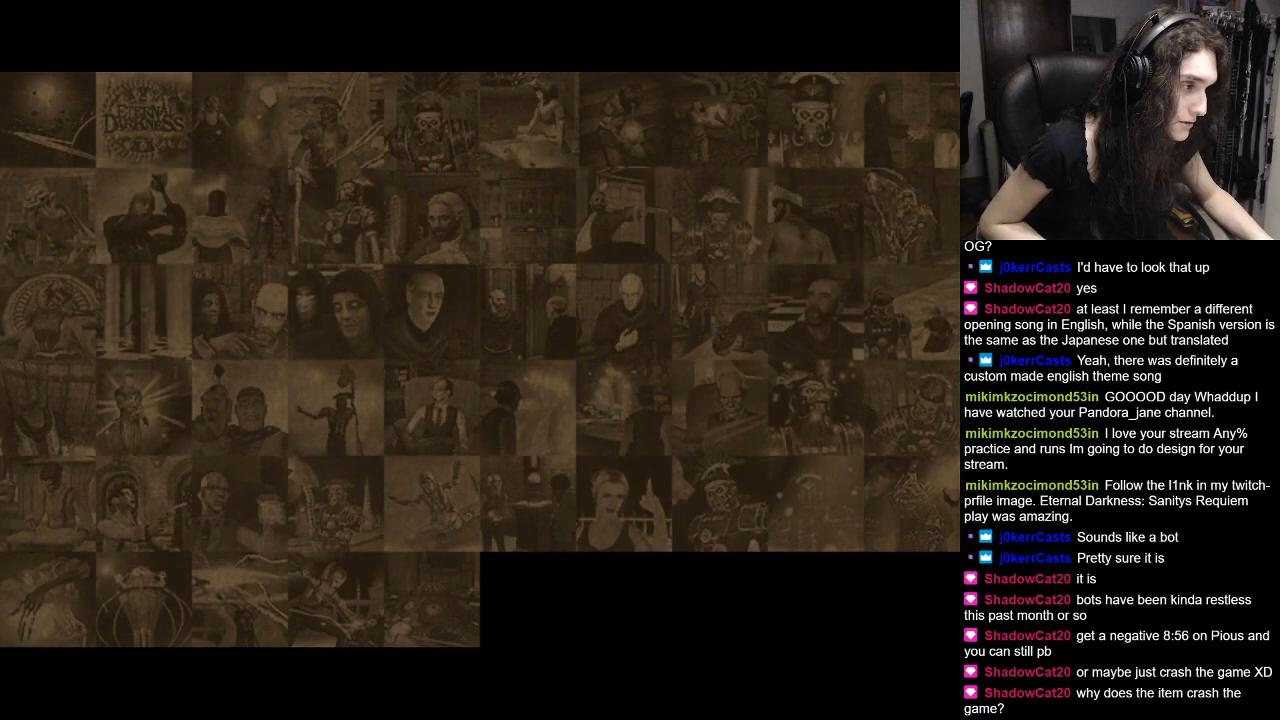 ETERNAL
DARKNESS
OG?
j0kerrCasts I'd have to look that up
ShadowCat20 yes
ShadowCat20 at least I remember a different
opening song in English, while the Spanish version is
the same as the Japanese one but translated
j0kerrCasts Yeah, there was definitely a
custom made english theme song
mikimkzocimond53in GOOOOD day Whaddup I
have watched your Pandora_jane channel.
mikimkzocimond53in I love your stream Any%
practice and runs Im going to do design for your
stream.
mikimkzocimond53in Follow the l1nk in my twitch-
prfile image. Eternal Darkness: Sanitys Requiem
play was amazing.
j0kerrCasts Sounds like a bot
j0kerrCasts Pretty sure it is
ShadowCat20 it is
ShadowCat20 bots have been kinda restless
this past month or so
ShadowCat20 get a negative 8:56 on Pious and
you can still pb
ShadowCat20 or maybe just crash the game XD
ShadowCat20 why does the item crash the
game?